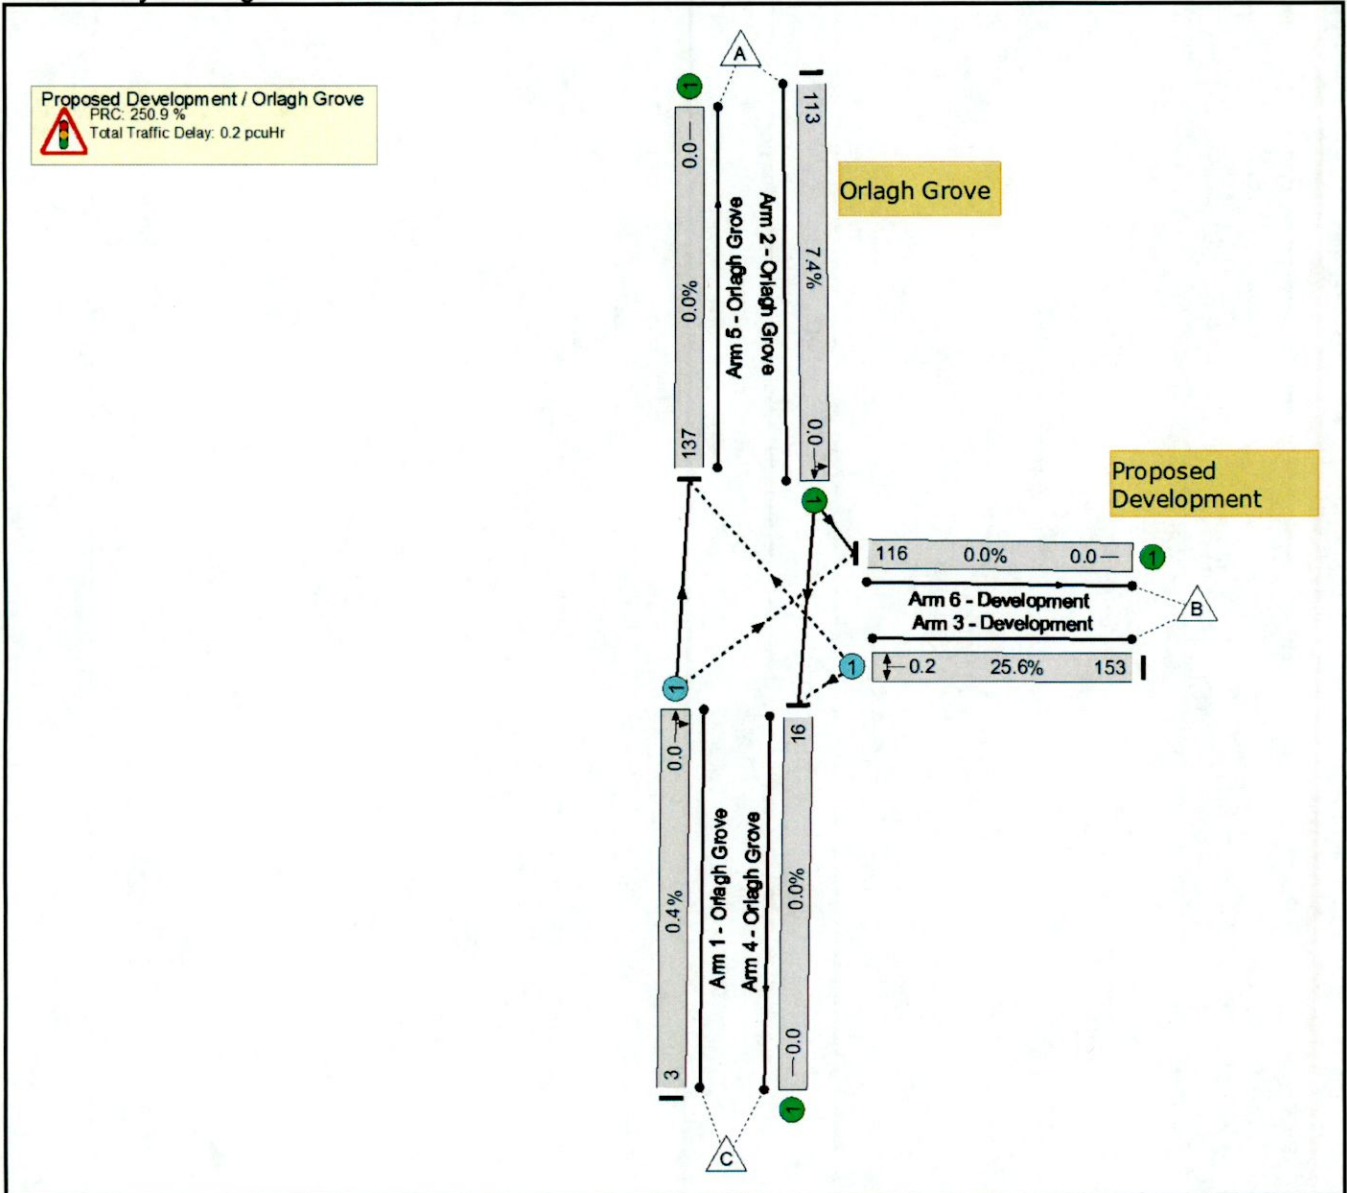 Proposed Development / Orlagh Grove
PRC: 250.9 %
Total Traffic Delay: 0.2 pcuHr
A
1
0.0
0.0%
137
Arm 5 - Orlagh Grove
Arm 2 - Orlagh Grove
113
7.4%
0.0
1
Orlagh Grove
Proposed
Development
116 0.0% 0.0 1
Arm 6 - Development
Arm 3 - Development
B
1 0.2 25.6% 153
1
0.0
0.4%
3
Arm 1 - Orlagh Grove
Arm 4 - Orlagh Grove
16
0.0%
0.0
1
C